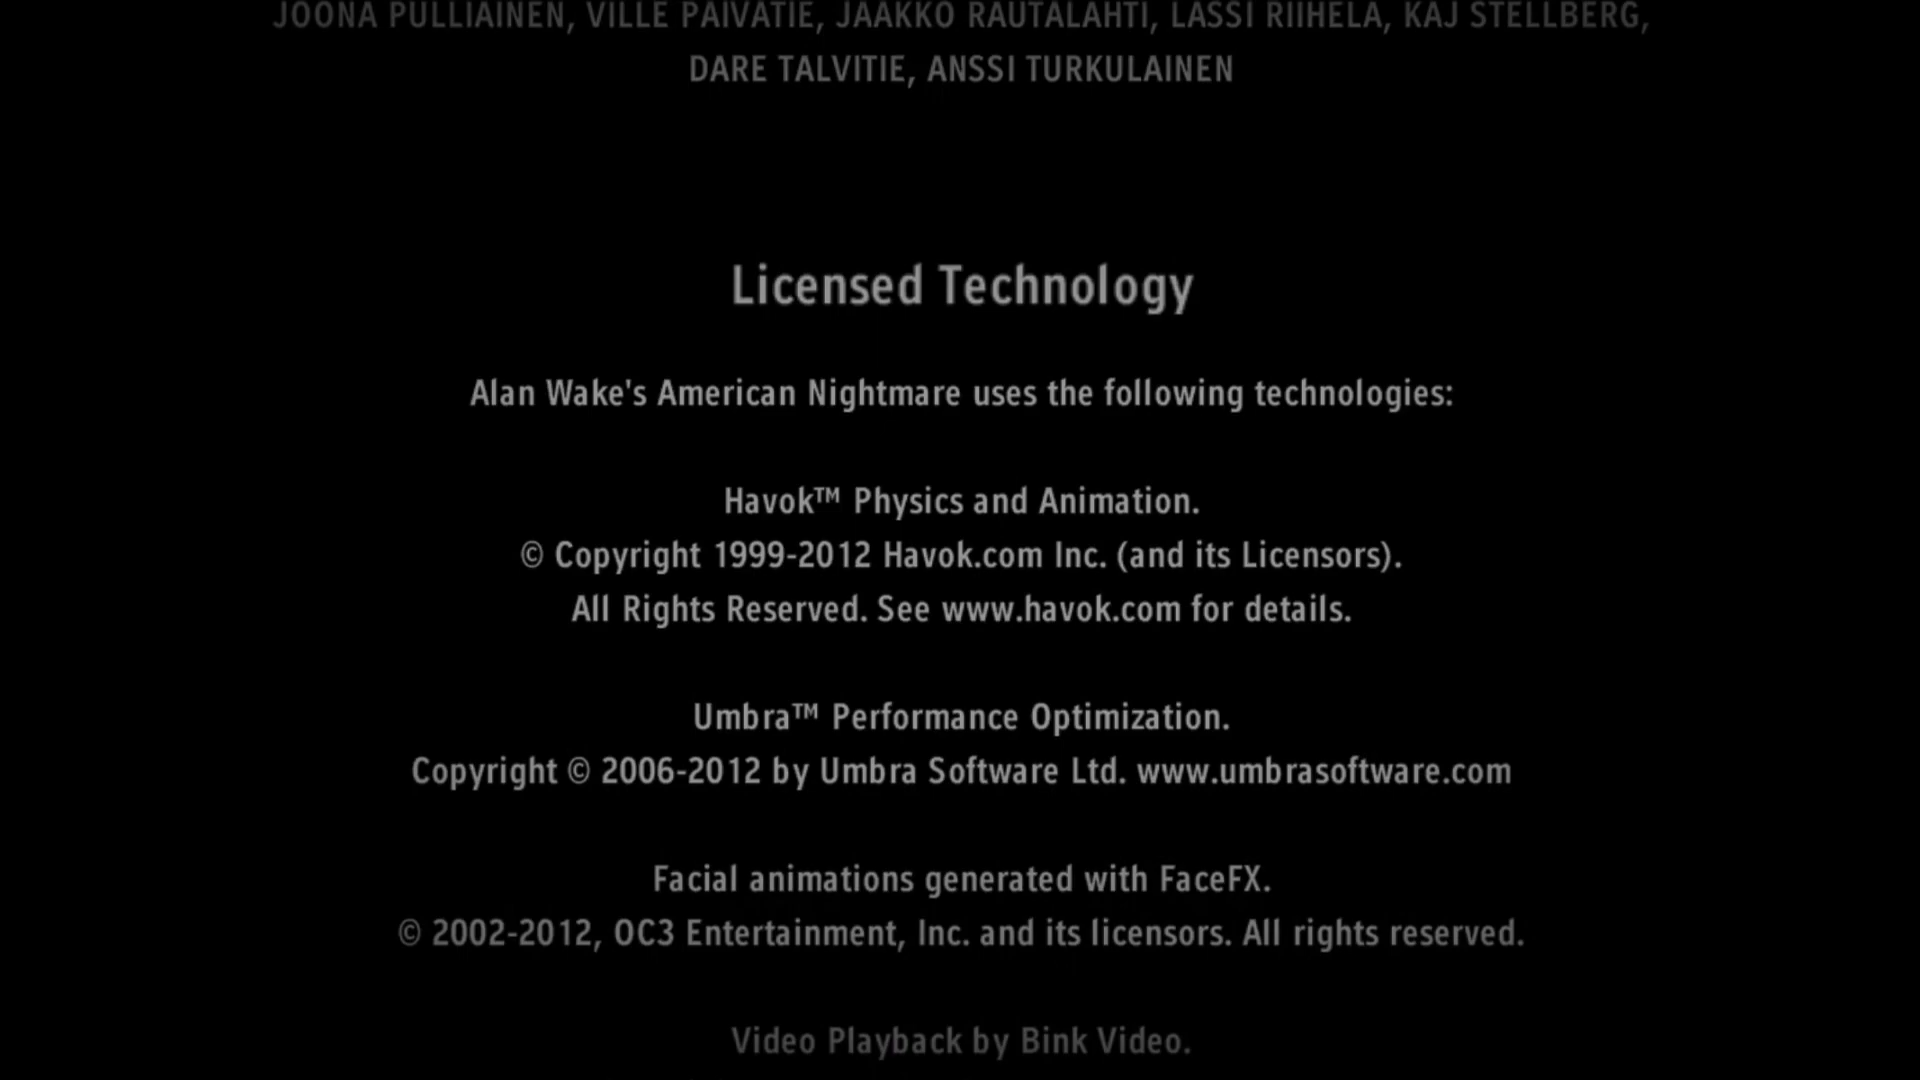 JOONA PULLIAINEN, VILLE PAIVATIE, JAAKKO RAUTALAHTI, LASSI RIIHELA, KAJ STELLBERG,
DARE TALVITIE, ANSSI TURKULAINEN
Licensed Technology
Alan Wake's American Nightmare uses the following technologies:
Havok™ Physics and Animation.
© Copyright 1999-2012 Havok.com Inc. (and its Licensors).
All Rights Reserved. See www.havok.com for details.
Umbra™ Performance Optimization.
Copyright © 2006-2012 by Umbra Software Ltd. www.umbrasoftware.com
Facial animations generated with FaceFX.
© 2002-2012, OC3 Entertainment, Inc. and its licensors. All rights reserved.
Video Playback by Bink Video.